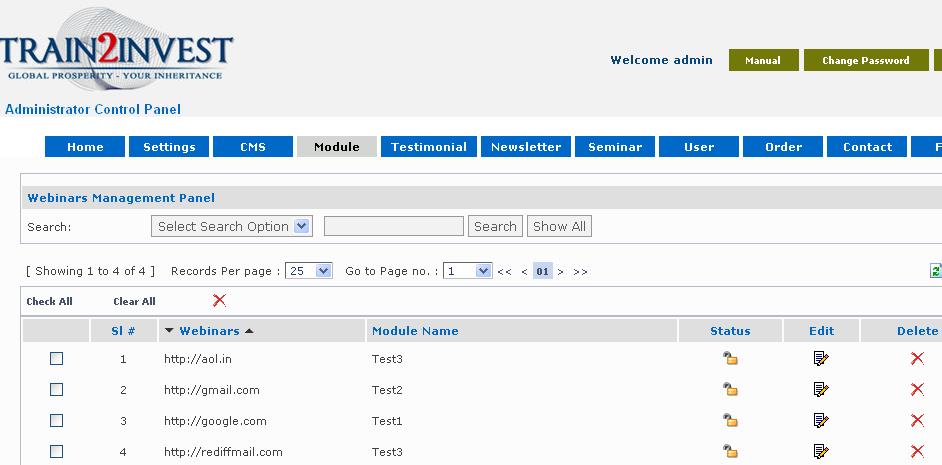 TRAIN2INVEST
GLOBAL PROSPERITY - YOUR INHERITANCE
Welcome admin Manual Change Password
Administrator Control Panel
Home Settings CMS Module Testimonial Newsletter Seminar User Order Contact F
Webinars Management Panel
Search: Select Search Option Search Show All
[ Showing 1 to 4 of 4 ] Records Per page : 25 Go to Page no. : 1 << < 01 > >>
Check All Clear All
Sl # Webinars Module Name Status Edit Delete
1 http://aol.in Test3
2 http://gmail.com Test2
3 http://google.com Test1
4 http://rediffmail.com Test3